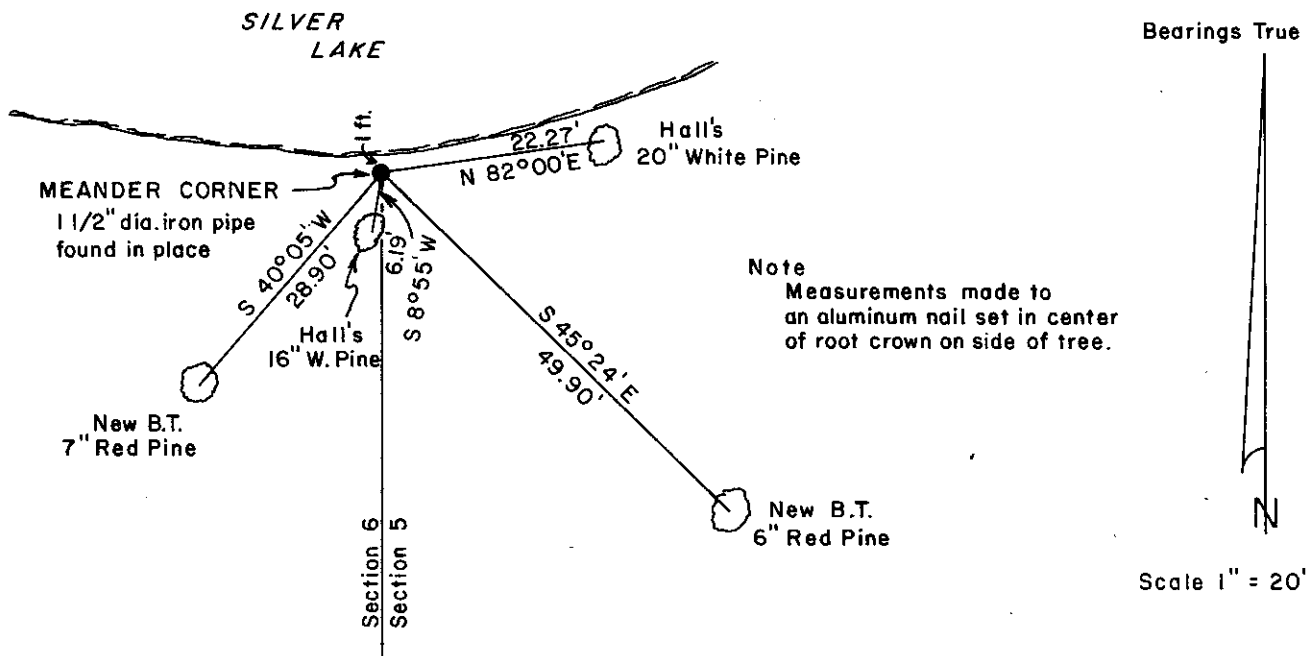 SILVER
LAKE
Bearings True
1 ft.
22.27'
N 82°00'E
Hall's
20" White Pine
MEANDER CORNER
1 1/2" dia. iron pipe
found in place
S 40°05' W
28.90'
6.19'
S 8°55' W
Hall's
16" W. Pine
S 45°24' E
49.90'
Note
Measurements made to
an aluminum nail set in center
of root crown on side of tree.
New B.T.
7" Red Pine
New B.T.
6" Red Pine
Section 6
Section 5
N
Scale 1" = 20'